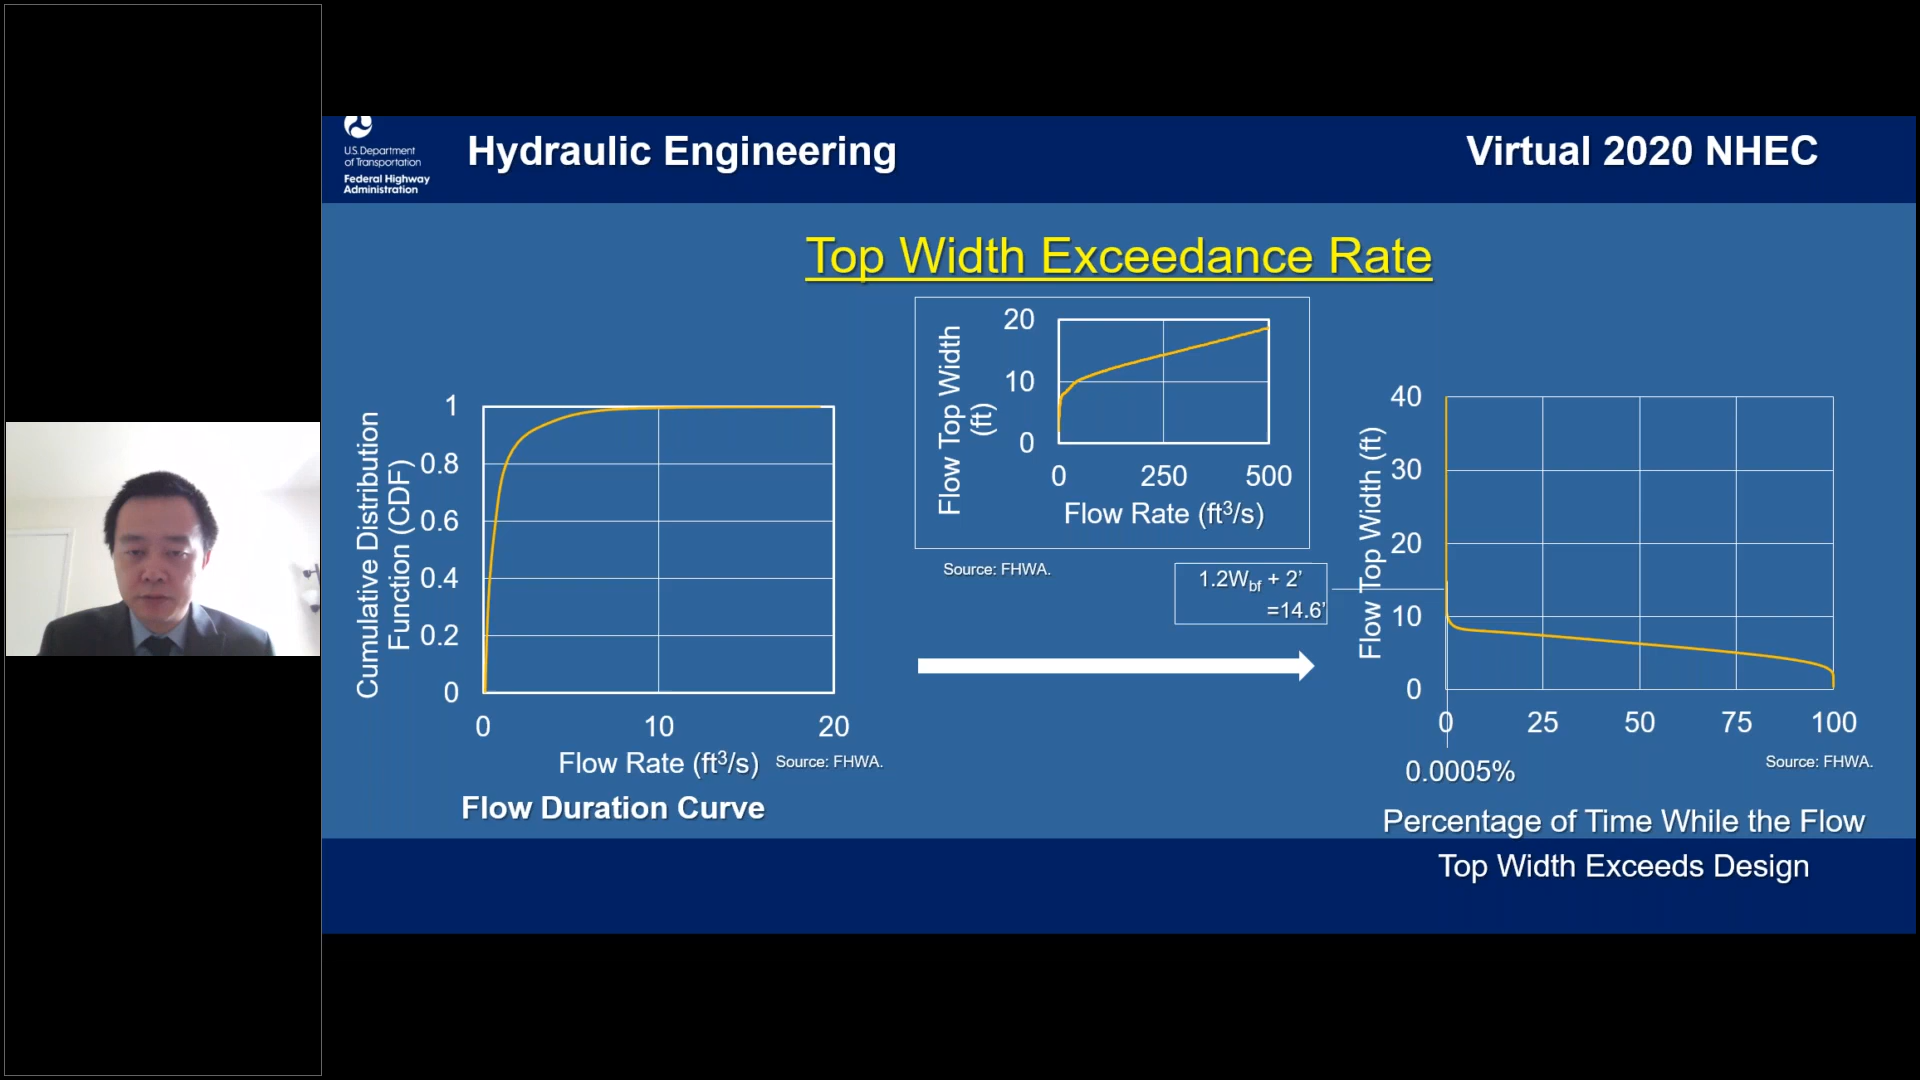 U.S. Department
of Transportation
Federal Highway
Administration
Hydraulic Engineering
Virtual 2020 NHEC
Top Width Exceedance Rate
Cumulative Distribution
Function (CDF)
1
0.8
0.6
0.4
0.2
0
0 10 20
Flow Rate (ft³/s)
Source: FHWA.
Flow Duration Curve
Flow Top Width
(ft)
20
10
0
0 250 500
Flow Rate (ft³/s)
Source: FHWA.
1.2Wbf + 2’
=14.6’
Flow Top Width (ft)
40
30
20
10
0
0 25 50 75 100
0.0005%
Source: FHWA.
Percentage of Time While the Flow
Top Width Exceeds Design